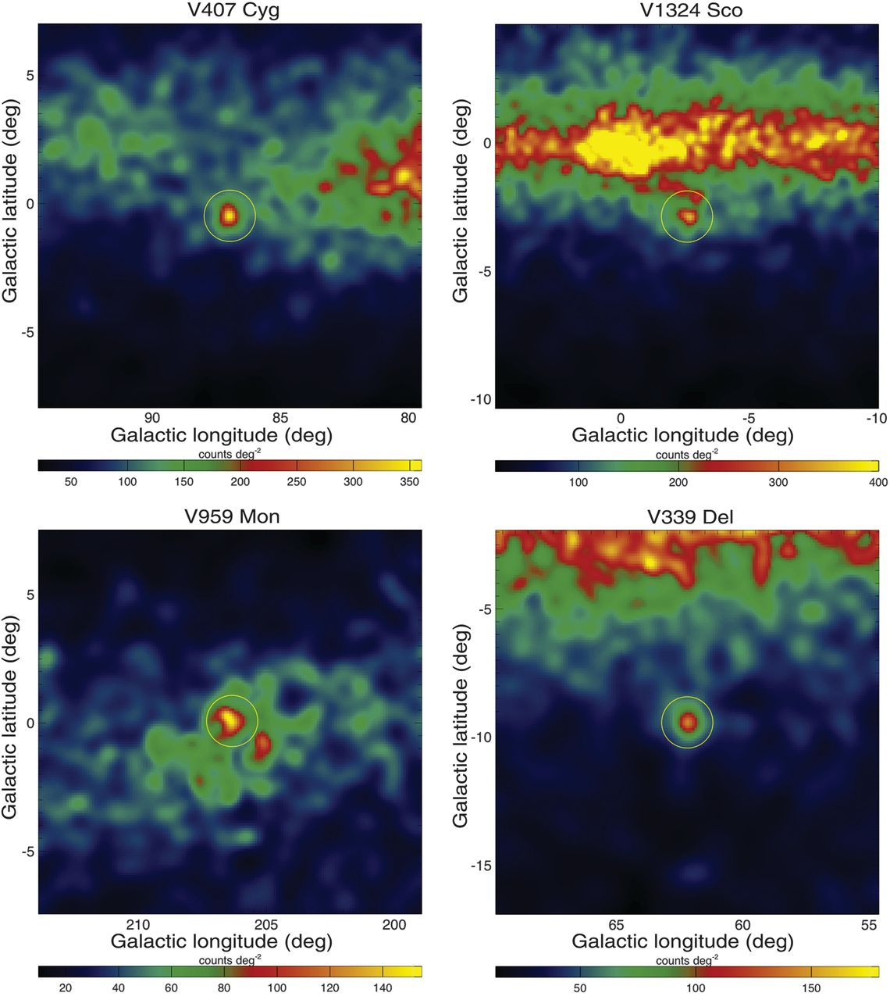 V407 Cyg
Galactic latitude (deg)
5
0
-5
90 85 80
Galactic longitude (deg)
counts deg-2
50 100 150 200 250 300 350
V1324 Sco
Galactic latitude (deg)
0
-5
-10
0 -5 -10
Galactic longitude (deg)
counts deg-2
100 200 300 400
V959 Mon
Galactic latitude (deg)
5
0
-5
210 205 200
Galactic longitude (deg)
counts deg-2
20 40 60 80 100 120 140
V339 Del
Galactic latitude (deg)
-5
-10
-15
65 60 55
Galactic longitude (deg)
counts deg-2
50 100 150